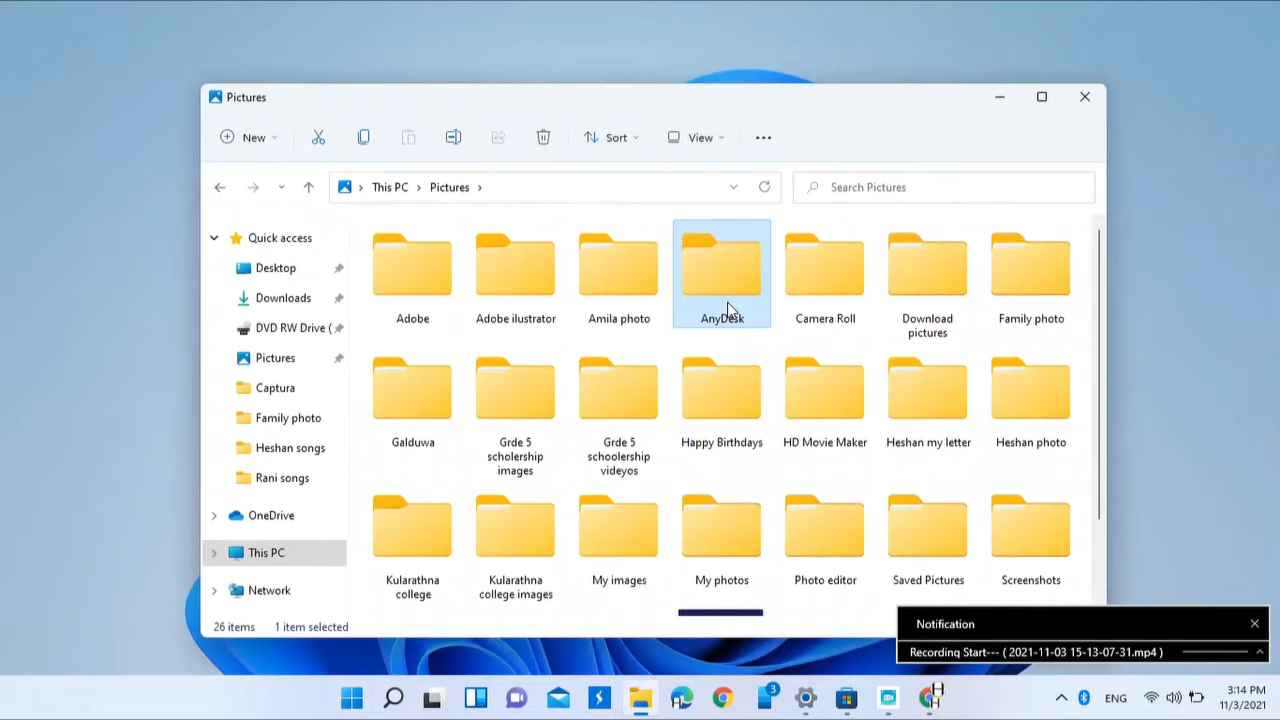 Pictures
New
Sort
View
This PC
Pictures
Search Pictures
Quick access
Desktop
Downloads
DVD RW Drive (
Pictures
Captura
Family photo
Heshan songs
Rani songs
OneDrive
This PC
Network
Adobe
Adobe ilustrator
Amila photo
AnyDesk
Camera Roll
Download
pictures
Family photo
Galduwa
Grde 5
scholership
images
Grde 5
schoolership
videyos
Happy Birthdays
HD Movie Maker
Heshan my letter
Heshan photo
Kularathna
college
Kularathna
college images
My images
My photos
Photo editor
Saved Pictures
Screenshots
26 items 1 item selected
Notification
Recording Start--- ( 2021-11-03 15-13-07-31.mp4 )
3
ENG
3:14 PM
11/3/2021